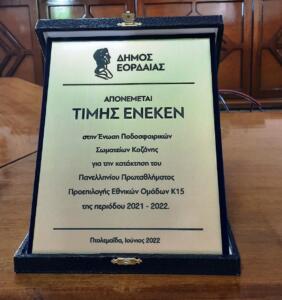 ΔΗΜΟΣ
ΕΟΡΔΑΙΑΣ
ΑΠΟΝΕΜΕΤΑΙ
ΤΙΜΗΣ ΕΝΕΚΕΝ
στην Ένωση Ποδοσφαιρικών
Σωματείων Κοζάνης
για την κατάκτηση του
Πανελληνίου Πρωταθλήματος
Προεπιλογής Εθνικών Ομάδων Κ15
της περιόδου 2021 - 2022.
Πτολεμαΐδα, Ιούνιος 2022